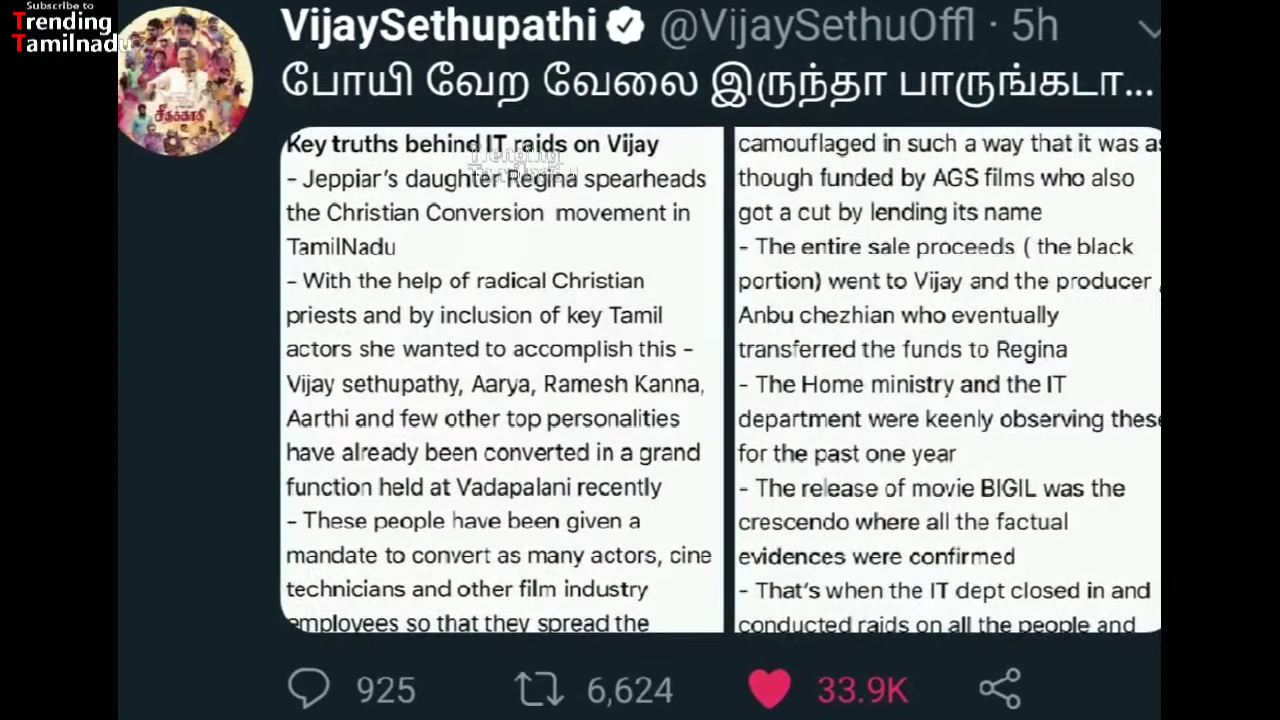 Subscribe to
Trending
Tamilnadu
சீதக்காதி
VijaySethupathi @VijaySethuOffl · 5h
போயி வேற வேலை இருந்தா பாருங்கடா...
Key truths behind IT raids on Vijay
- Jeppiar's daughter Regina spearheads
the Christian Conversion movement in
TamilNadu
- With the help of radical Christian
priests and by inclusion of key Tamil
actors she wanted to accomplish this -
Vijay sethupathy, Aarya, Ramesh Kanna,
Aarthi and few other top personalities
have already been converted in a grand
function held at Vadapalani recently
- These people have been given a
mandate to convert as many actors, cine
technicians and other film industry
employees so that they spread the
Trending
Tamilnadu
camouflaged in such a way that it was as
though funded by AGS films who also
got a cut by lending its name
- The entire sale proceeds ( the black
portion) went to Vijay and the producer ,
Anbu chezhian who eventually
transferred the funds to Regina
- The Home ministry and the IT
department were keenly observing these
for the past one year
- The release of movie BIGIL was the
crescendo where all the factual
evidences were confirmed
- That's when the IT dept closed in and
conducted raids on all the people and
925 6,624 33.9K